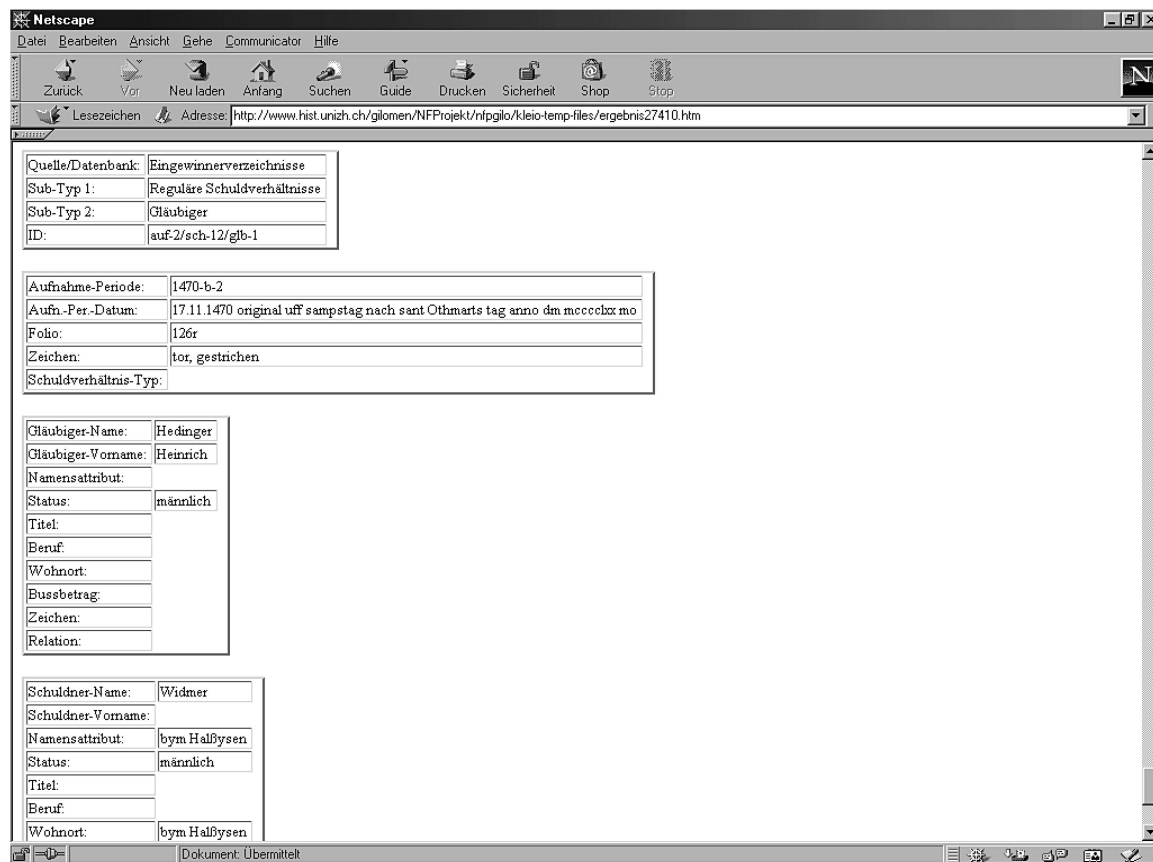 Netscape
Datei Bearbeiten Ansicht Gehe Communicator Hilfe
Zurück Vor Neu laden Anfang Suchen Guide Drucken Sicherheit Shop Stop
N
Lesezeichen Adresse: http://www.hist.unizh.ch/gilomen/NFProjekt/nfpgilo/kleio-temp-files/ergebnis27410.htm
Quelle/Datenbank: Eingewinnerverzeichnisse
Sub-Typ 1: Reguläre Schuldverhältnisse
Sub-Typ 2: Gläubiger
ID: auf-2/sch-12/glb-1
Aufnahme-Periode: 1470-b-2
Aufn.-Per.-Datum: 17.11.1470 original uff sampstag nach sant Othmarts tag anno dm mcccclxx mo
Folio: 126r
Zeichen: tor, gestrichen
Schuldverhältnis-Typ:
Gläubiger-Name: Hedinger
Gläubiger-Vorname: Heinrich
Namensattribut:
Status: männlich
Titel:
Beruf:
Wohnort:
Bussbetrag:
Zeichen:
Relation:
Schuldner-Name: Widmer
Schuldner-Vorname:
Namensattribut: bym Halßysen
Status: männlich
Titel:
Beruf:
Wohnort: bym Halßysen
Dokument: Übermittelt